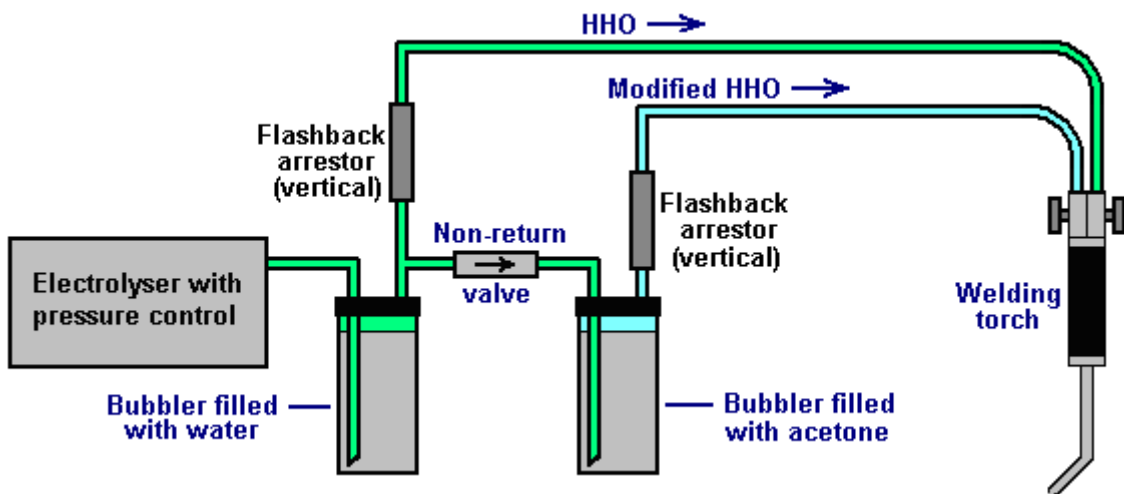 HHO
Modified HHO
Flashback
arrestor
(vertical)
Non-return
valve
Flashback
arrestor
(vertical)
Electrolyser with
pressure control
Welding
torch
Bubbler filled
with water
Bubbler filled
with acetone